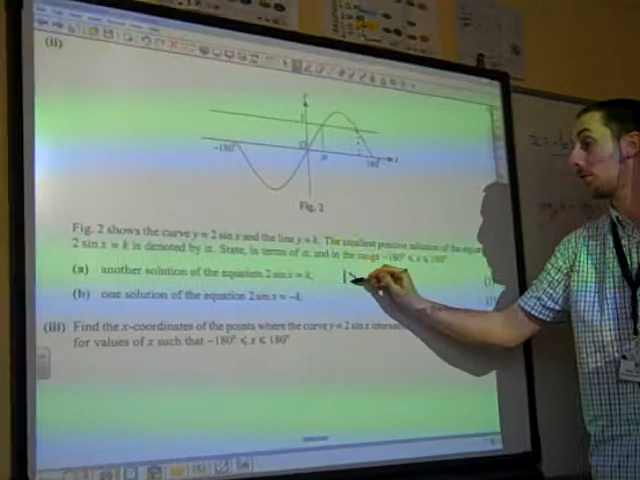 (ii)
-180°
180°
Fig. 2
Fig. 2 shows the curve y = 2 sin x and the line y = k. The smallest positive solution of the equation
2 sin x = k is denoted by α. State, in terms of α, and in the range -180° ≤ x ≤ 180°
(a) another solution of the equation 2 sin x = k,
(b) one solution of the equation 2 sin x = -k.
(iii) Find the x-coordinates of the points where the curve y = 2 sin x
for values of x such that -180° ≤ x ≤ 180°